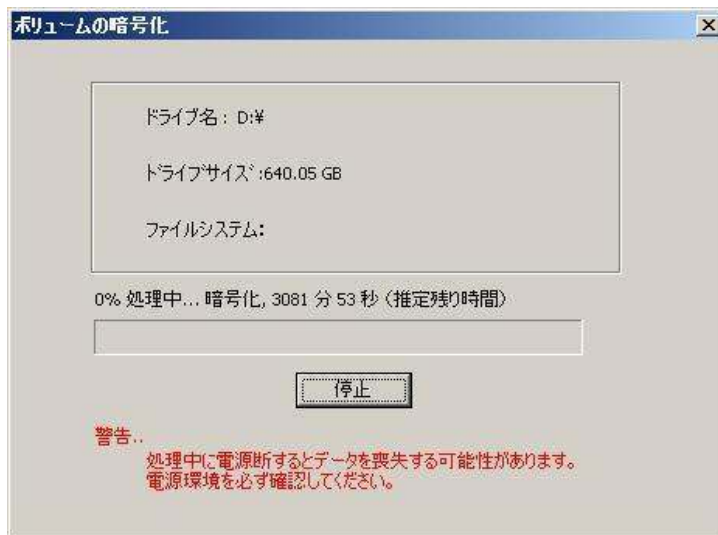 ボリュームの暗号化
ドライブ名 : D:¥
ﾄﾞﾗｲﾌﾞｻｲｽﾞ:640.05 GB
ファイルシステム:
0% 処理中... 暗号化, 3081 分 53 秒 (推定残り時間)
停止
警告..
処理中に電源断するとデータを喪失する可能性があります。
電源環境を必ず確認してください。